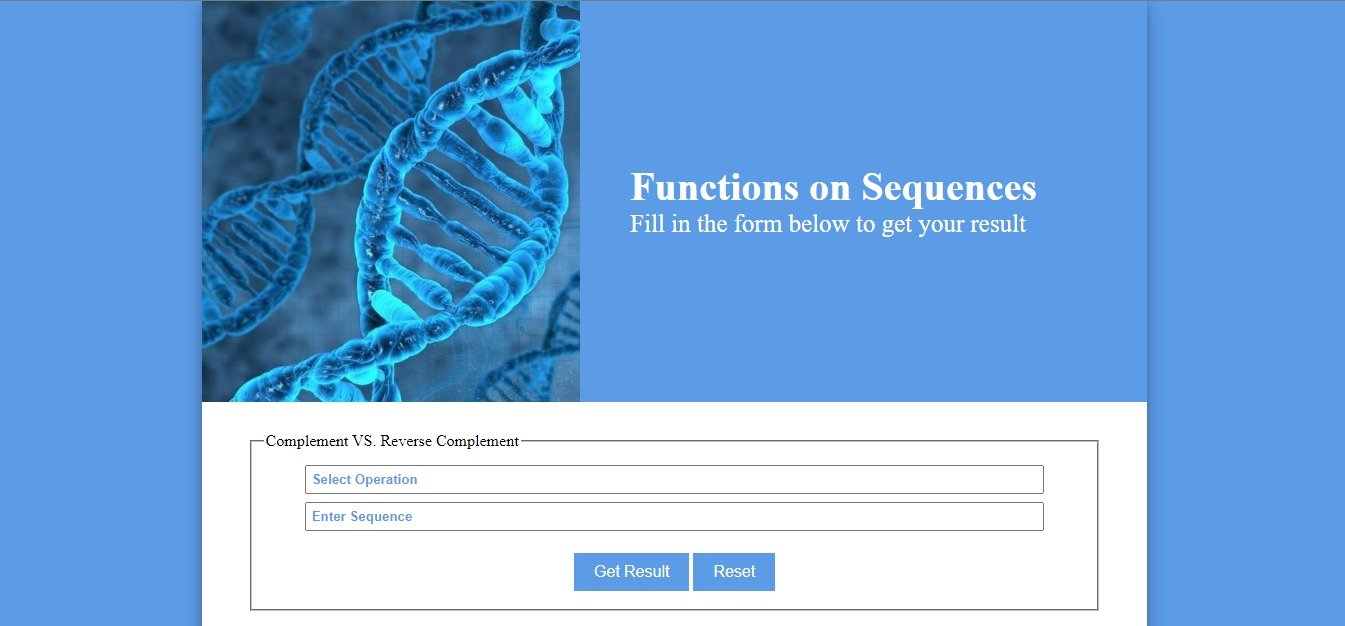 Functions on Sequences
Fill in the form below to get your result
Complement VS. Reverse Complement
Select Operation
Enter Sequence
Get Result
Reset